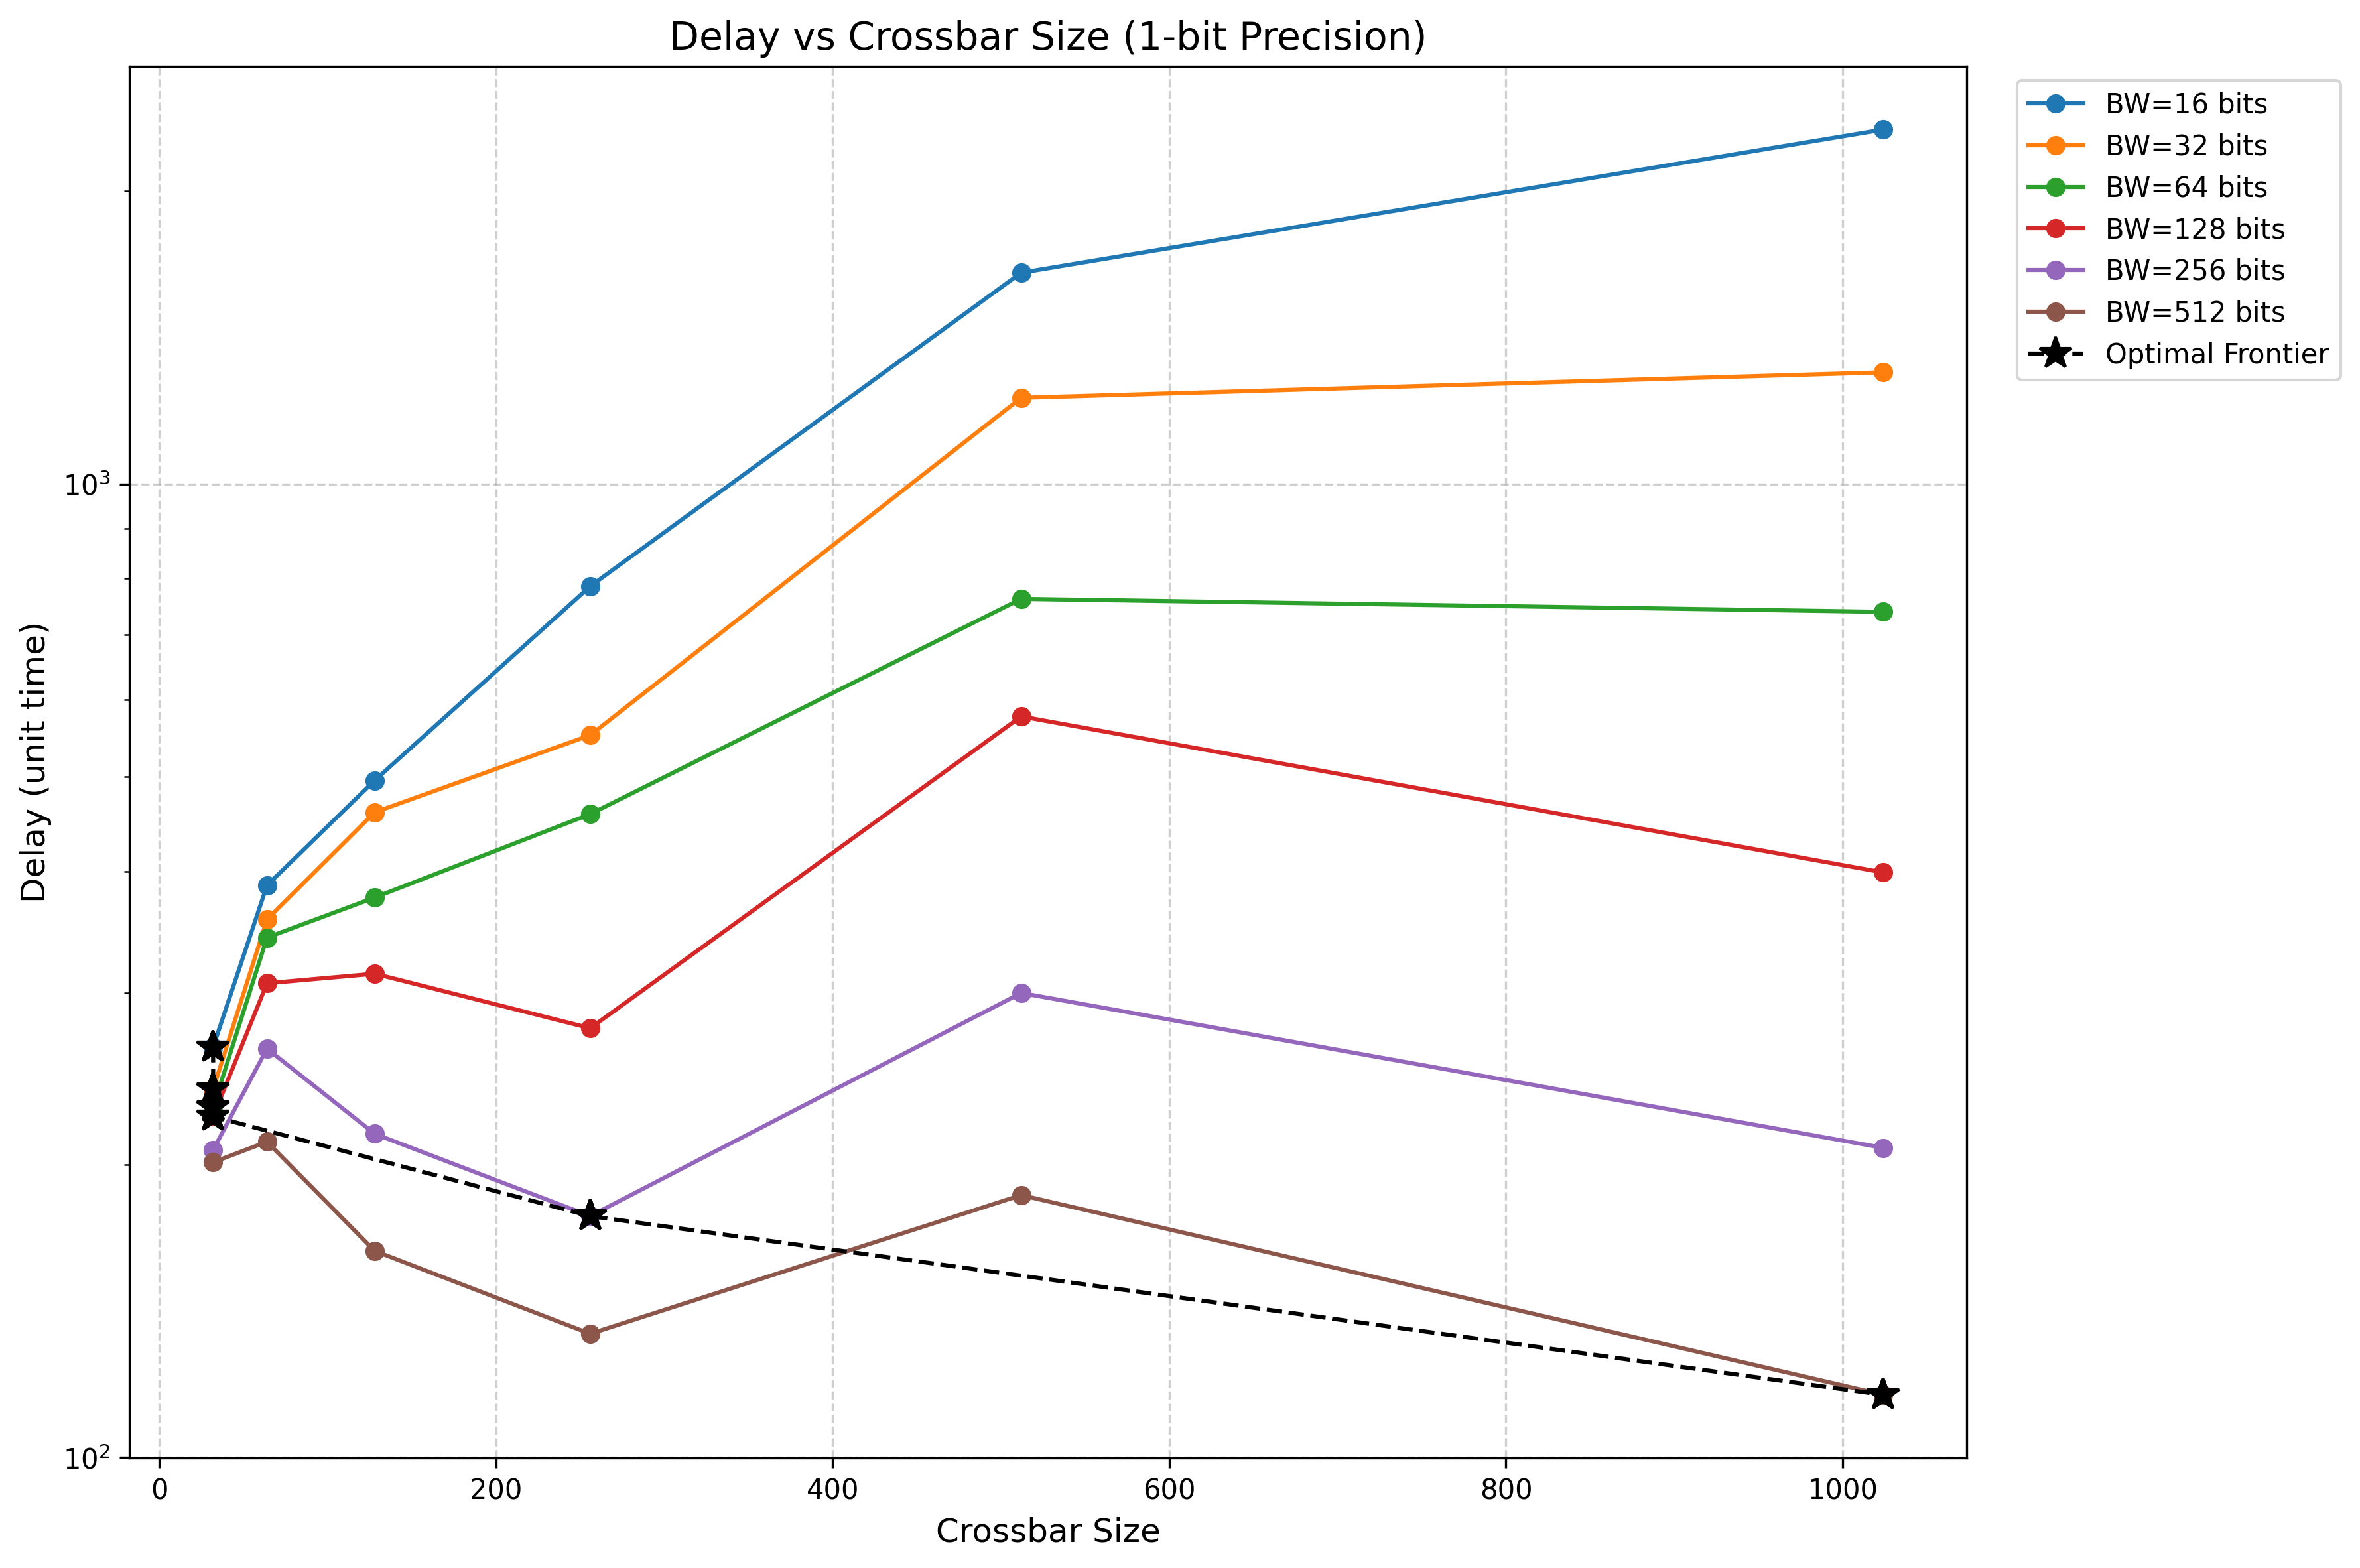 Delay vs Crossbar Size (1-bit Precision)
BW=16 bits
BW=32 bits
BW=64 bits
BW=128 bits
BW=256 bits
BW=512 bits
Optimal Frontier
Delay (unit time)
10³
10²
0 200 400 600 800 1000
Crossbar Size